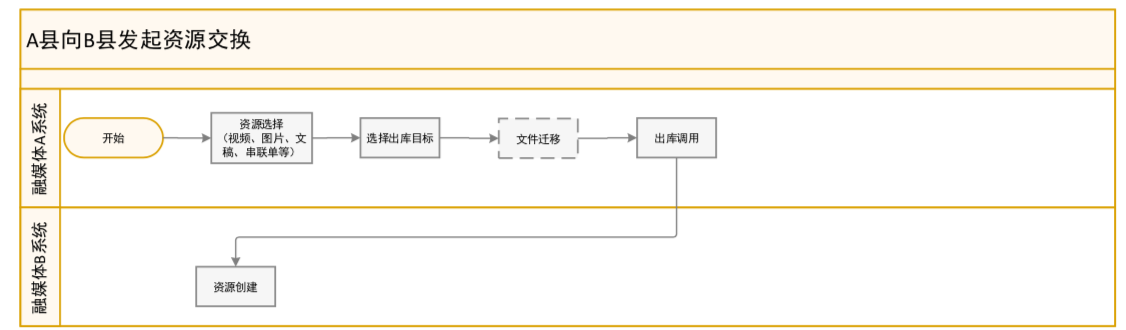 A县向B县发起资源交换
融媒体A系统
开始
资源选择
（视频、图片、文
稿、串联单等）
选择出库目标
文件迁移
出库调用
融媒体B系统
资源创建